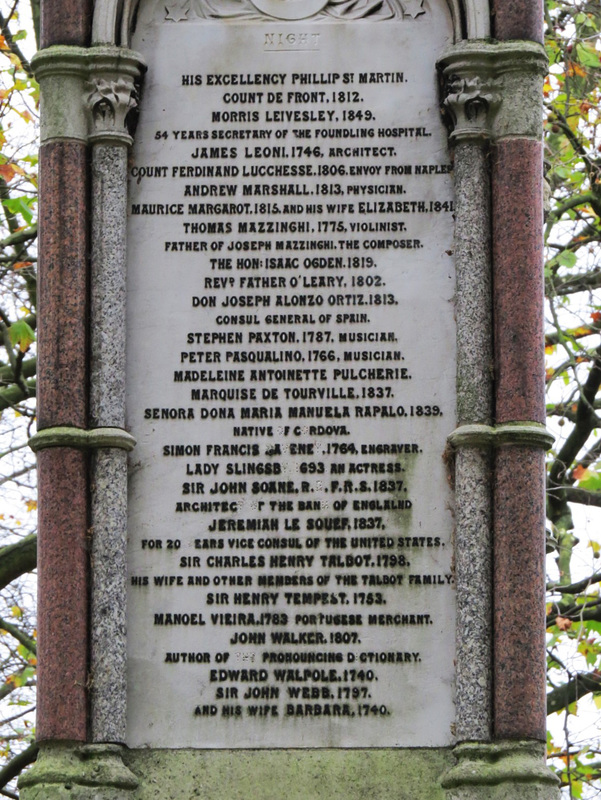 NIGHT
HIS EXCELLENCY PHILLIP ST MARTIN.
COUNT DE FRONT. 1812.
MORRIS LEIVESLEY, 1849.
54 YEARS SECRETARY OF THE FOUNDLING HOSPITAL.
JAMES LEONI. 1746, ARCHITECT.
COUNT FERDINAND LUCCHESSE. 1806. ENVOY FROM NAPLES
ANDREW MARSHALL. 1813, PHYSICIAN.
MAURICE MARGAROT. 1815. AND HIS WIFE ELIZABETH. 1841
THOMAS MAZZINGHI. 1775, VIOLINIST.
FATHER OF JOSEPH MAZZINGHI. THE COMPOSER.
THE HON: ISAAC OGDEN. 1819.
REVD FATHER O'LEARY, 1802.
DON JOSEPH ALONZO ORTIZ. 1813.
CONSUL GENERAL OF SPAIN.
STEPHEN PAXTON. 1787. MUSICIAN.
PETER PASQUALINO. 1766, MUSICIAN.
MADELEINE ANTOINETTE PULCHERIE.
MARQUISE DE TOURVILLE. 1837.
SENORA DONA MARIA MANUELA RAPALO. 1839.
NATIVE
SIMON FRANCIS 1764, ENGRAVER.
LADY AN ACTRESS.
SIR JOHN SOANE, R. F.R.S. 1837.
THE OF ENGLALND
JEREMIAH LE SOUEF. 1837.
FOR 20 VICE CONSUL OF THE UNITED STATES.
SIR CHARLES HENRY TALBOT. 1798.
HIS WIFE AND OTHER MEMBERS OF THE TALBOT FAMILY.
SIR HENRY TEMPEST. 1753.
MANOEL VIEIRA. 1783 PORTUGESE MERCHANT.
JOHN WALKER. 1807.
AUTHOR OF PRONOUNCING
EDWARD WALPOLE. 1740.
SIR JOHN WEBB, 1797.
AND HIS WIFE BARBARA, 1740.